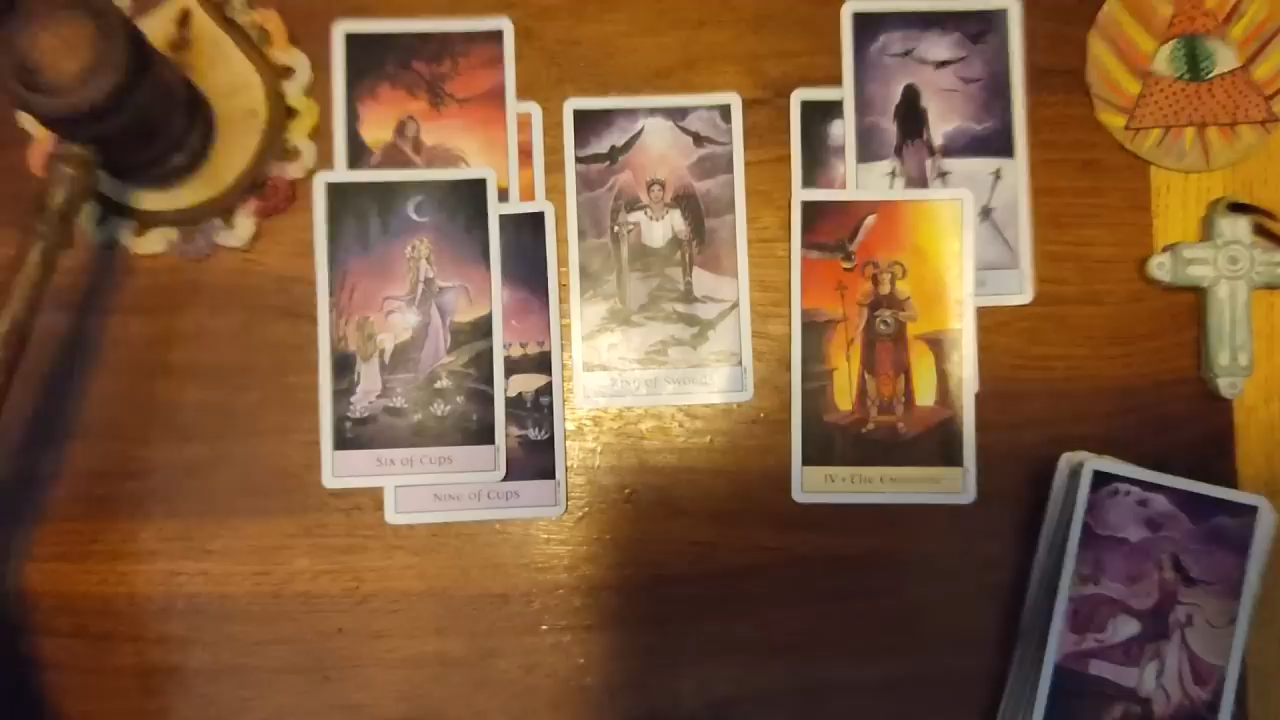 King of Swords
Six of Cups
IV • The Emperor
Nine of Cups